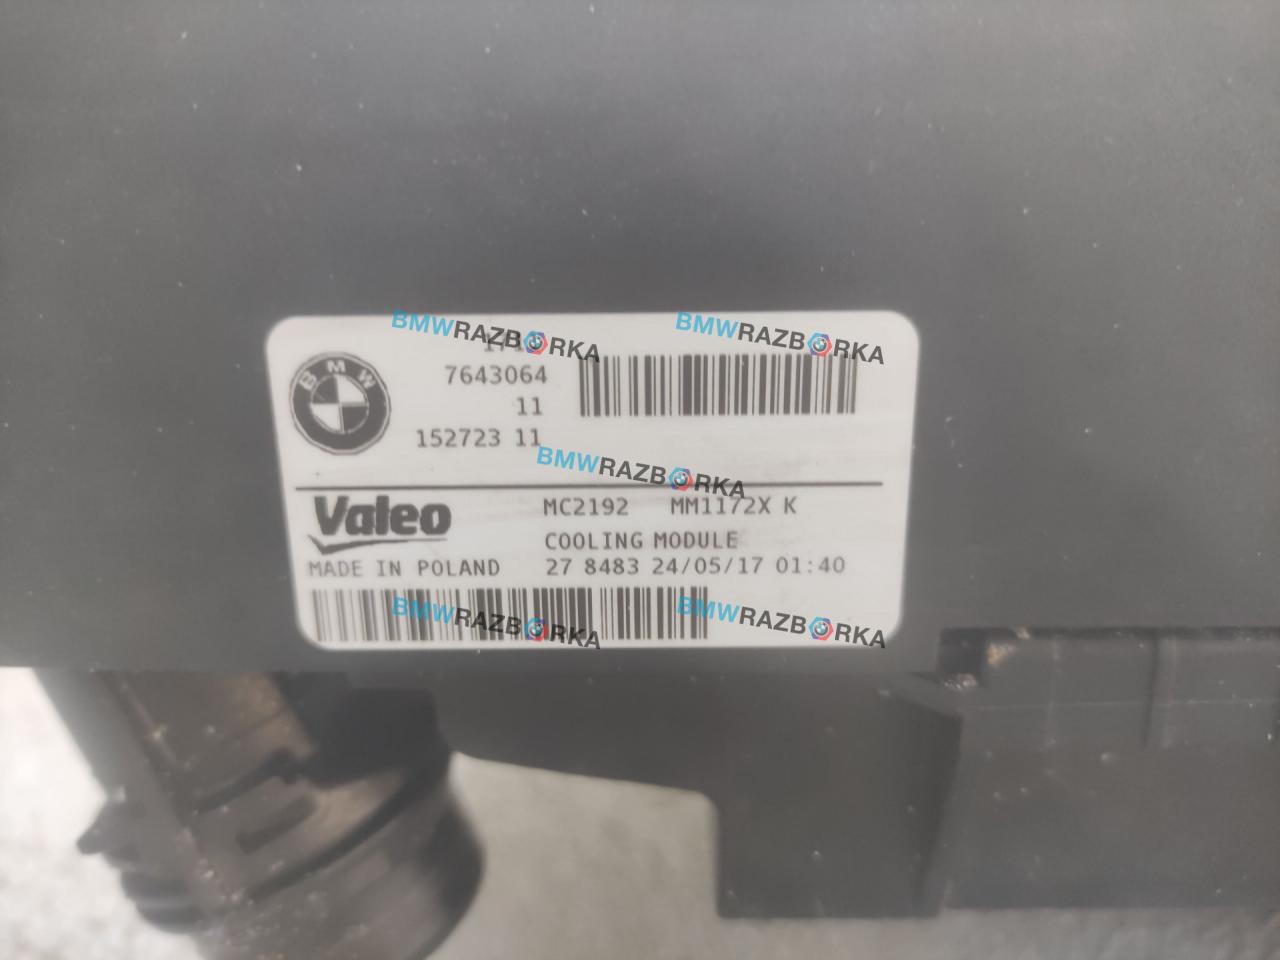 BMWRAZBORKA BMWRAZBORKA
BMW
7643064
11
152723 11
BMWRAZBORKA
Valeo MC2192 MM1172X K
COOLING MODULE
MADE IN POLAND 27 8483 24/05/17 01:40
BMWRAZBORKA BMWRAZBORKA